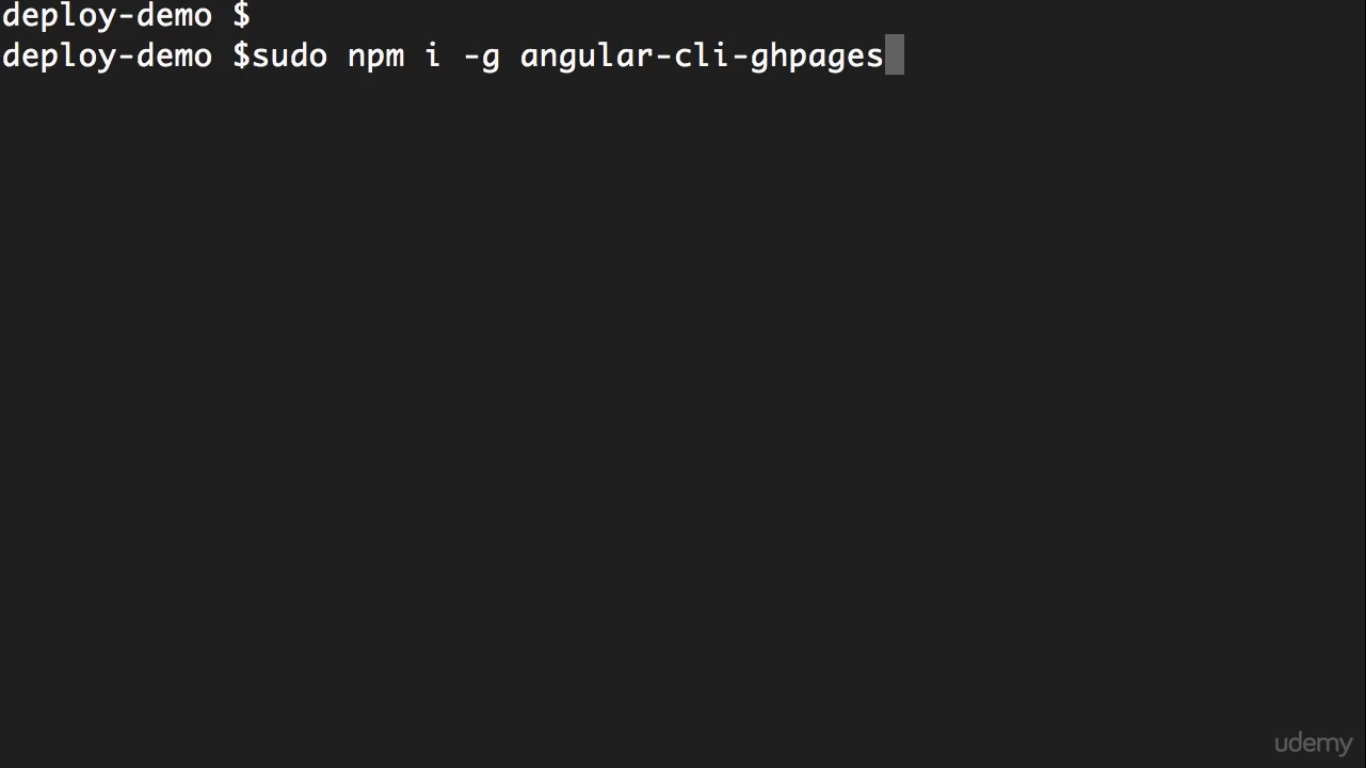 deploy-demo $
deploy-demo $sudo npm i -g angular-cli-ghpages
udemy